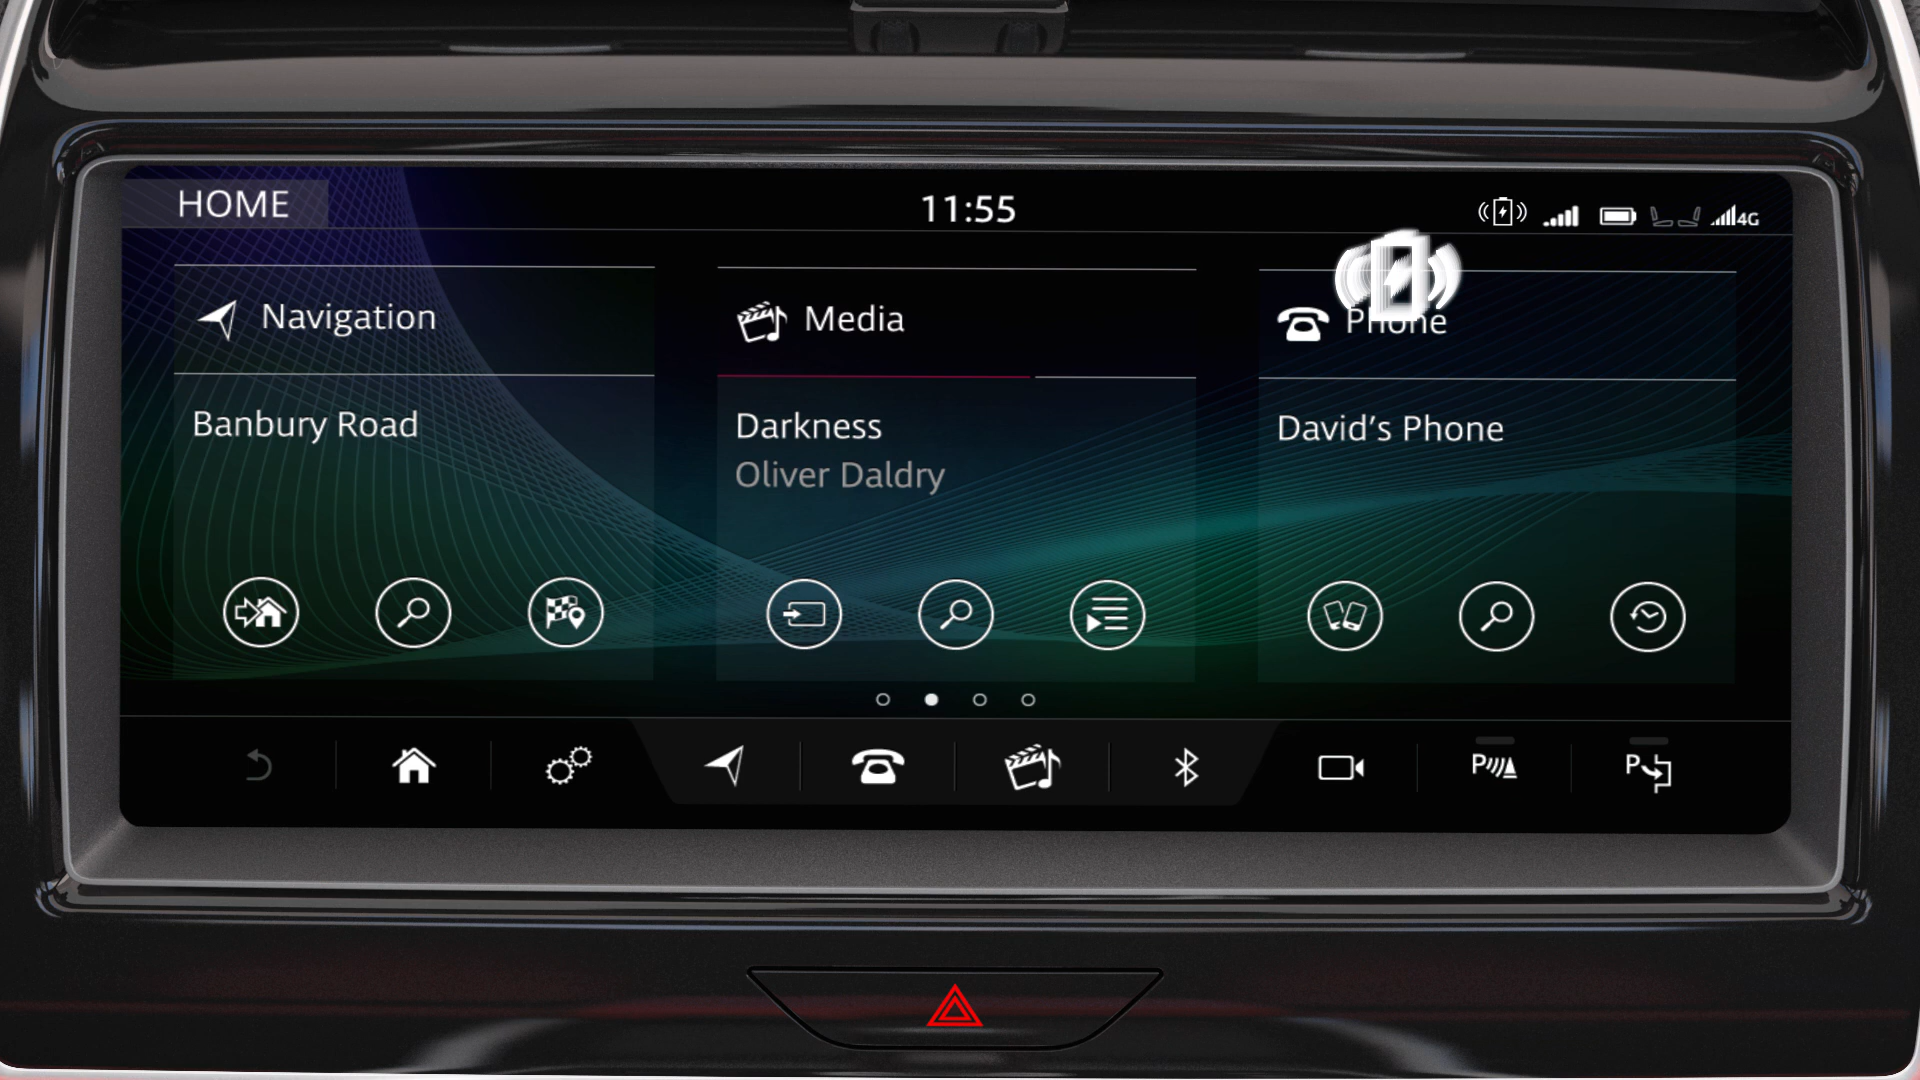 HOME
11:55
4G
Navigation
Media
Phone
Banbury Road
Darkness
Oliver Daldry
David's Phone
P
P